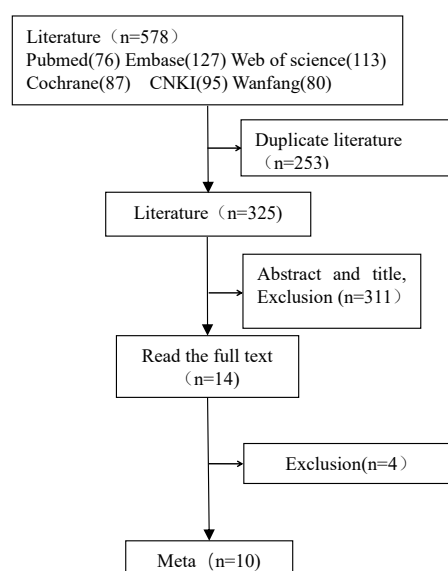 Literature（n=578）
Pubmed(76) Embase(127) Web of science(113)
Cochrane(87) CNKI(95) Wanfang(80)
Duplicate literature
（n=253)
Literature（n=325)
Abstract and title,
Exclusion (n=311）
Read the full text
（n=14)
Exclusion(n=4）
Meta（n=10)